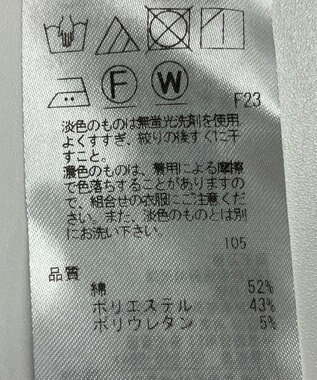 F W
F23
淡色のものは無蛍光洗剤を使用
よくすすぎ、絞りの後すぐに干
すこと。
濃色のものは、着用による摩擦
で色落ちすることがありますの
で、組合せの衣服にご注意くだ
さい。また、淡色のものとは別
にお洗い下さい。
105
品質
綿 52%
ポリエステル 43%
ポリウレタン 5%